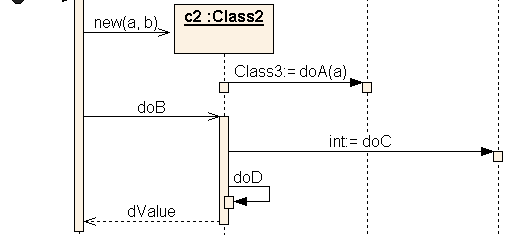 c2 :Class2
new(a, b)
Class3:= doA(a)
doB
int:= doC
doD
dValue